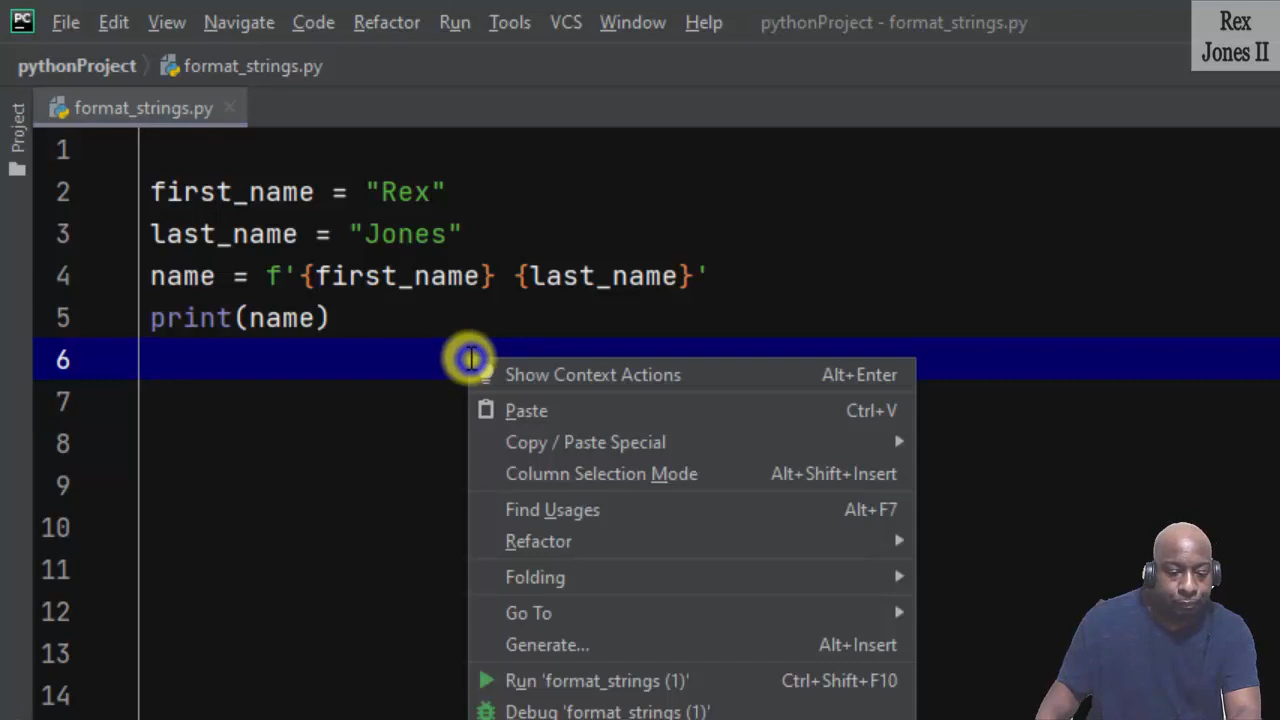 PC File Edit View Navigate Code Refactor Run Tools VCS Window Help pythonProject - format_strings.py
Rex
Jones II
pythonProject format_strings.py
format_strings.py
Project
1
2 first_name = "Rex"
3 last_name = "Jones"
4 name = f'{first_name} {last_name}'
5 print(name)
6
Show Context Actions Alt+Enter
7
Paste Ctrl+V
8 Copy / Paste Special
9 Column Selection Mode Alt+Shift+Insert
Find Usages Alt+F7
10
Refactor
11 Folding
12 Go To
13 Generate... Alt+Insert
14 Run 'format_strings (1)' Ctrl+Shift+F10
Debug 'format_strings (1)'